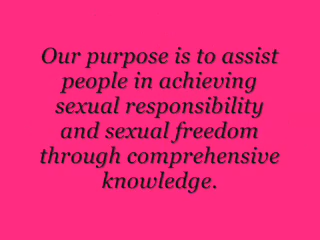 Our purpose is to assist
people in achieving
sexual responsibility
and sexual freedom
through comprehensive
knowledge.